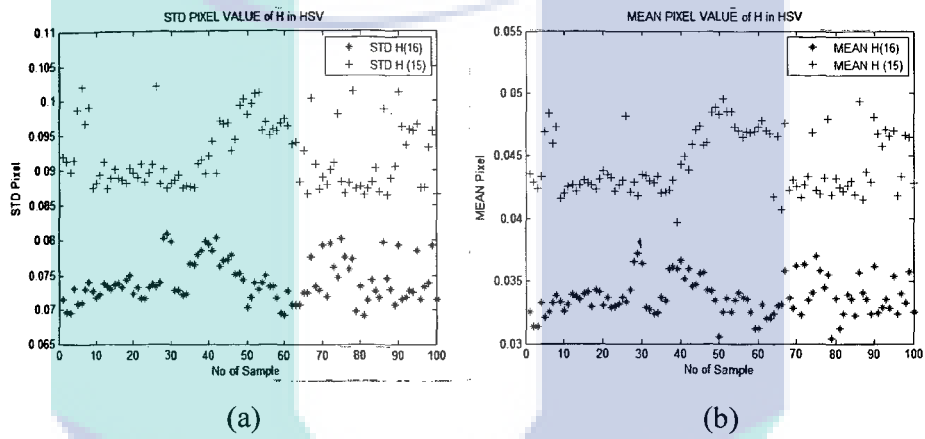 STD PIXEL VALUE of H in HSV
0.11
0.105
0.1
0.095
0.09
0.085
0.08
0.075
0.07
0.065
STD Pixel
STD H(16)
STD H (15)
0 10 20 30 40 50 60 70 80 90 100
No of Sample
(a)
MEAN PIXEL VALUE of H in HSV
0.055
0.05
0.045
0.04
0.035
0.03
MEAN Pixel
MEAN H(16)
MEAN H (15)
0 10 20 30 40 50 60 70 80 90 100
No of Sample
(b)